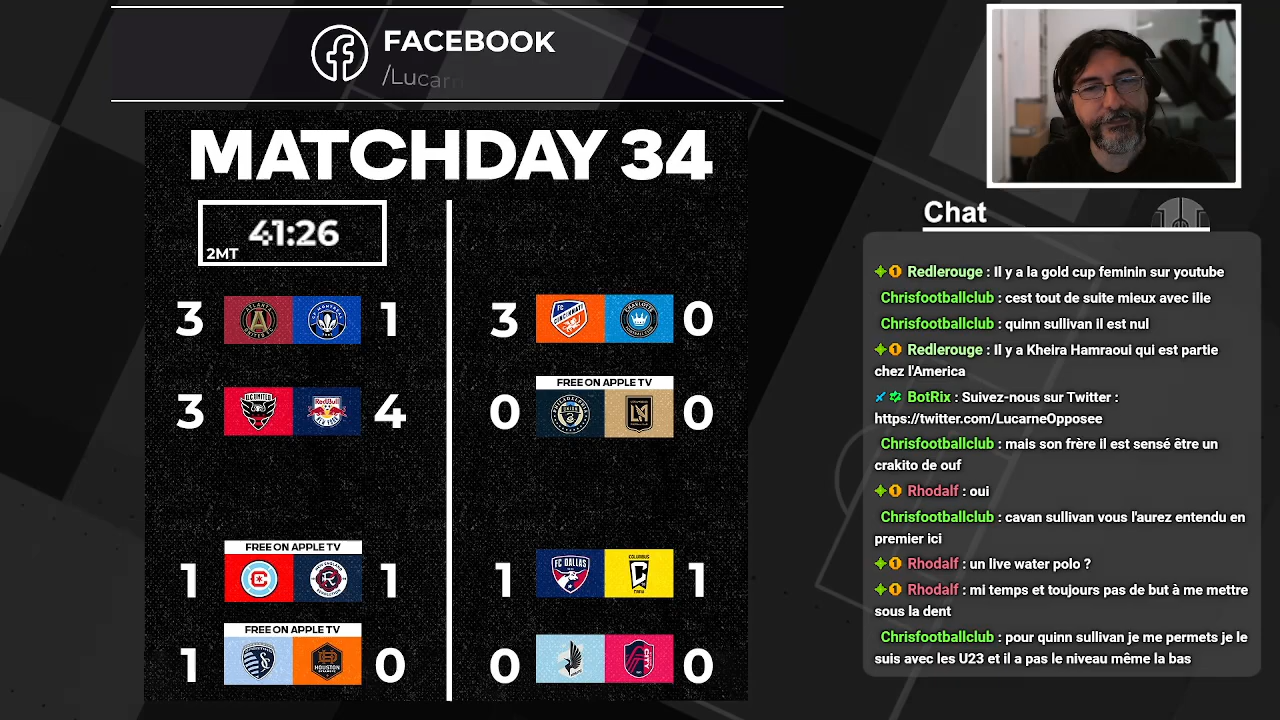 FACEBOOK
/Lucarn
MATCHDAY 34
41:26
2MT
3 1
3 0
3 4
FREE ON APPLE TV
0 0
FREE ON APPLE TV
1 1
1 1
FREE ON APPLE TV
1 0
0 0
Chat
Redlerouge : Il y a la gold cup feminin sur youtube
Chrisfootballclub : cest tout de suite mieux avec ilie
Chrisfootballclub : quinn sullivan il est nul
Redlerouge : Il y a Kheira Hamraoui qui est partie
chez l'America
BotRix : Suivez-nous sur Twitter :
https://twitter.com/LucarneOpposee
Chrisfootballclub : mais son frère il est sensé être un
crakito de ouf
Rhodalf : oui
Chrisfootballclub : cavan sullivan vous l'aurez entendu en
premier ici
Rhodalf : un live water polo ?
Rhodalf : mi temps et toujours pas de but à me mettre
sous la dent
Chrisfootballclub : pour quinn sullivan je me permets je le
suis avec les U23 et il a pas le niveau même la bas